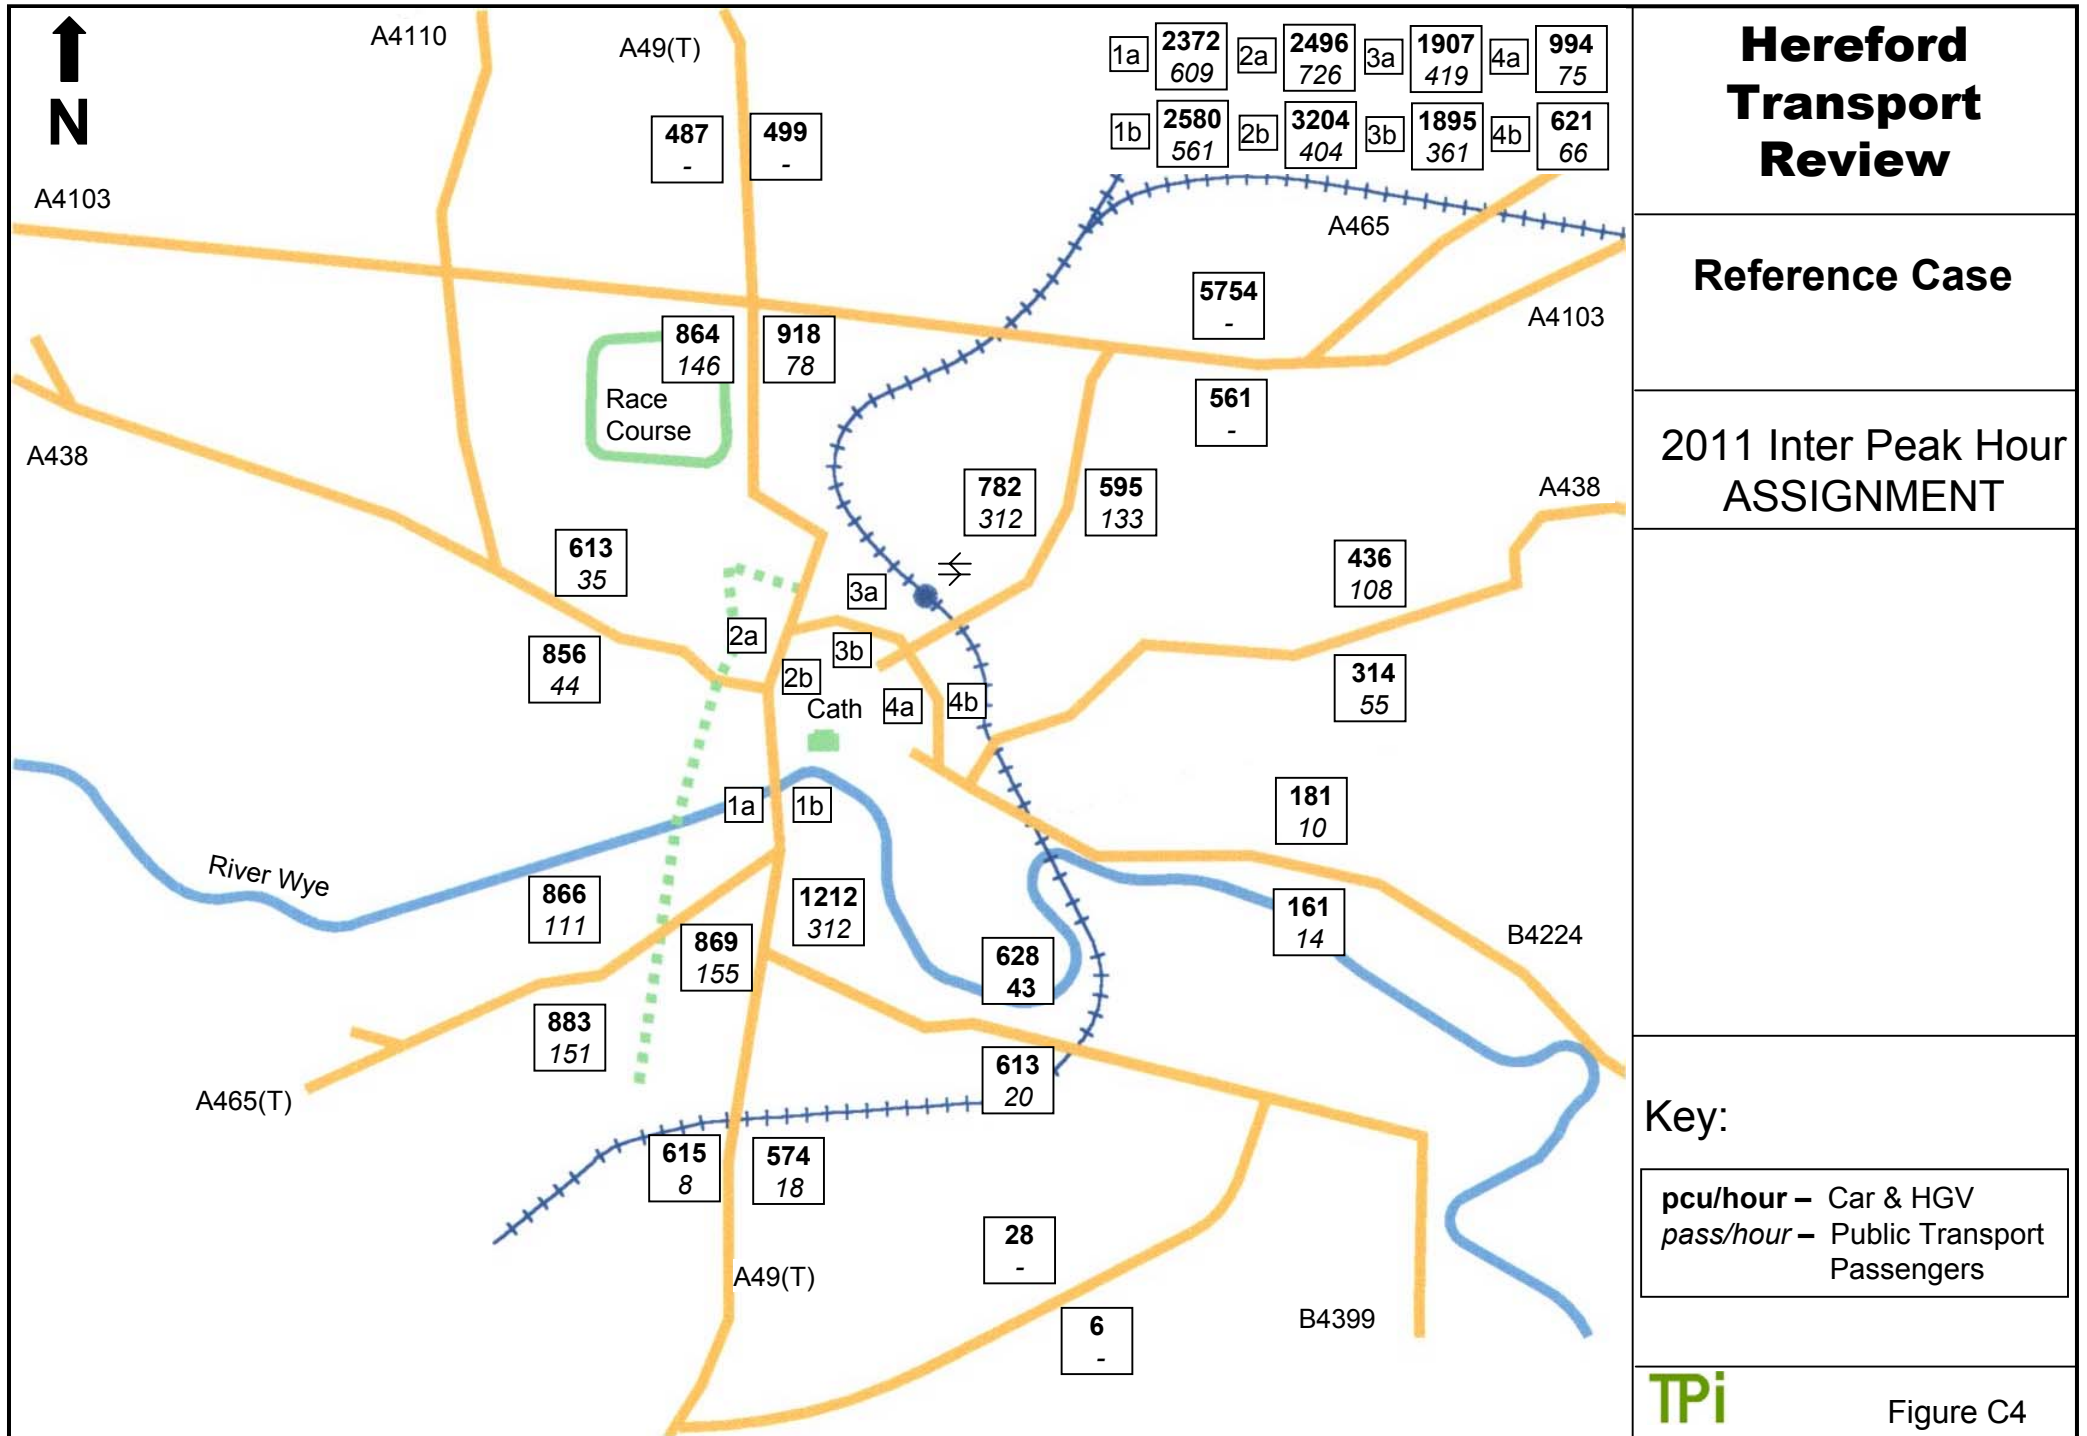 N
A4110
A49(T)
1a 2372 609 2a 2496 726 3a 1907 419 4a 994 75
1b 2580 561 2b 3204 404 3b 1895 361 4b 621 66
487
-
499
-
A4103
A465
5754
-
A4103
864
146
918
78
Race
Course
561
-
A438
782
312
595
133
A438
613
35
436
108
3a
2a
3b
856
44
2b
314
55
Cath
4a
4b
1a
1b
181
10
River Wye
866
111
1212
312
161
14
869
155
B4224
628
43
883
151
613
20
A465(T)
615
8
574
18
28
-
A49(T)
6
-
B4399
Hereford
Transport
Review
Reference Case
2011 Inter Peak Hour
ASSIGNMENT
Key:
pcu/hour – Car & HGV
pass/hour – Public Transport
Passengers
TPi
Figure C4